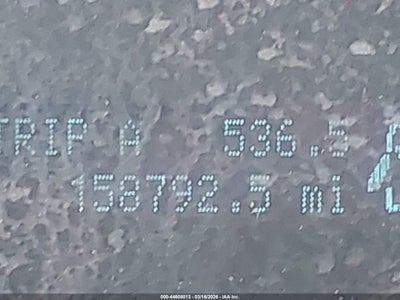 TRIP A 536.5
158792.5 mi
000-44608013 - 03/16/2026 - IAA Inc.